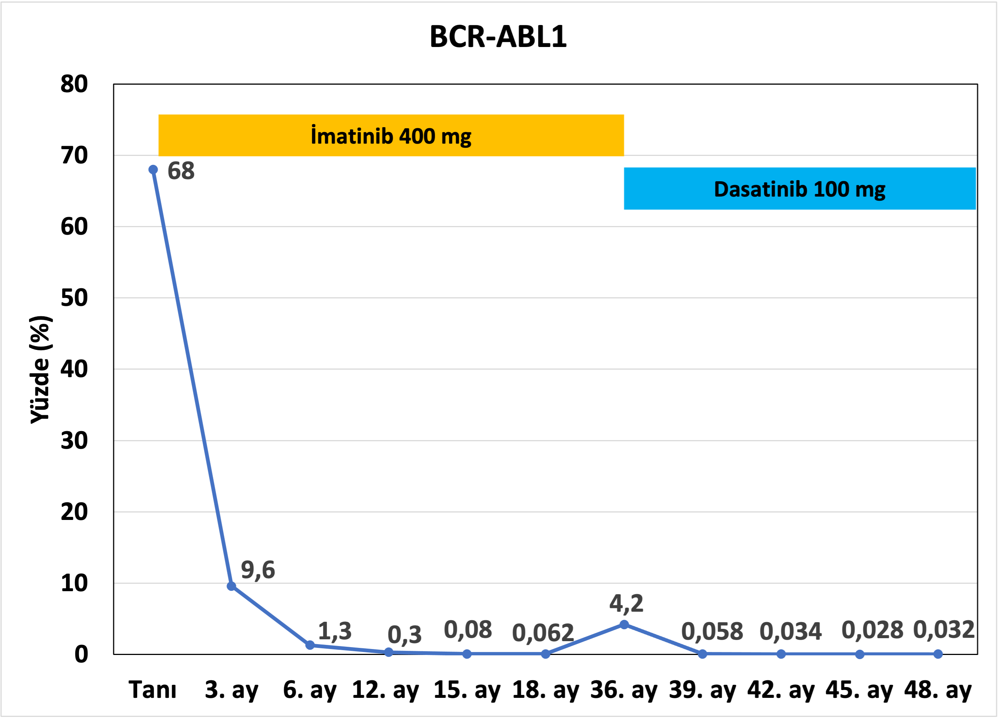 BCR-ABL1
80
70
60
50
40
30
20
10
0
Yüzde (%)
İmatinib 400 mg
Dasatinib 100 mg
68
9,6
1,3
0,3
0,08
0,062
4,2
0,058
0,034
0,028
0,032
Tanı
3. ay
6. ay
12. ay
15. ay
18. ay
36. ay
39. ay
42. ay
45. ay
48. ay